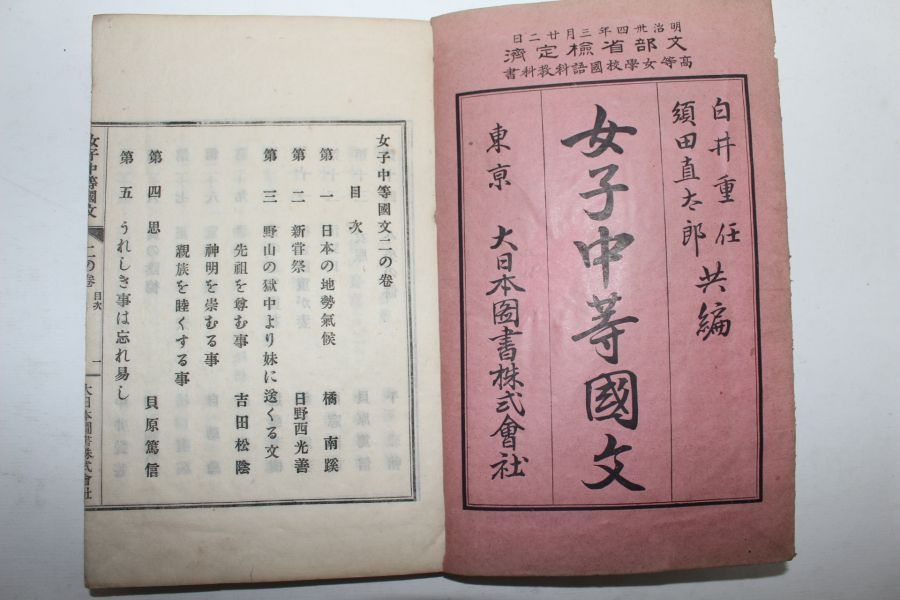 明治卅四年三月廿二日
文部省檢定濟
高等女學校國語科教科書
白井重任
須田直太郎 共編
女子中等國文
東京 大日本図書株式會社
女子中等國文二の卷
目次
第一 日本の地勢氣候 橘南蹊
第二 新嘗祭 日野西光善
第三 野山の獄中より妹に送くる文
先祖を尊む事 吉田松陰
神明を崇むる事
親族を睦くする事
第四 思 貝原篤信
第五 うれしき事は忘れ易し
女子中等國文 二の卷 目次 一 大日本圖書株式會社